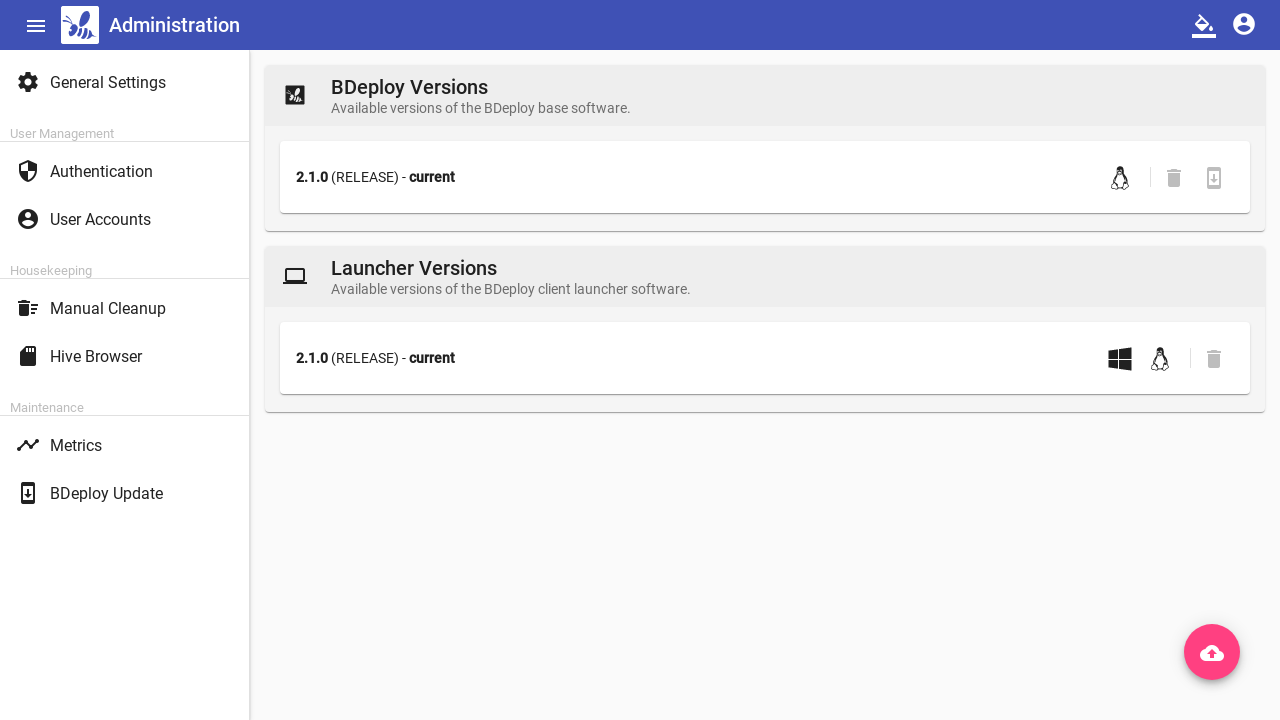 Administration
General Settings
User Management
Authentication
User Accounts
Housekeeping
Manual Cleanup
Hive Browser
Maintenance
Metrics
BDeploy Update
BDeploy Versions
Available versions of the BDeploy base software.
2.1.0 (RELEASE) - current
Launcher Versions
Available versions of the BDeploy client launcher software.
2.1.0 (RELEASE) - current